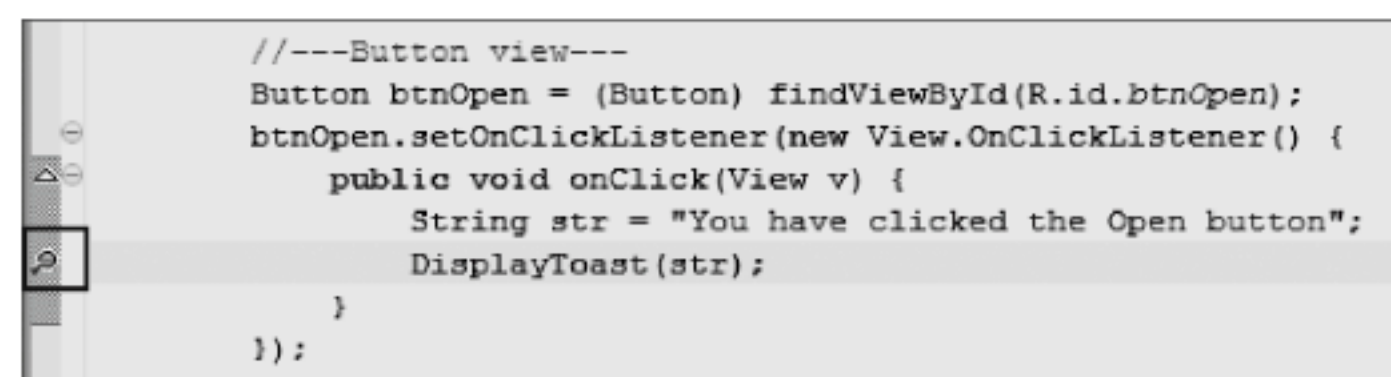 //---Button view---
Button btnOpen = (Button) findViewById(R.id.btnOpen);
btnOpen.setOnClickListener(new View.OnClickListener() {
public void onClick(View v) {
String str = "You have clicked the Open button";
DisplayToast(str);
}
});